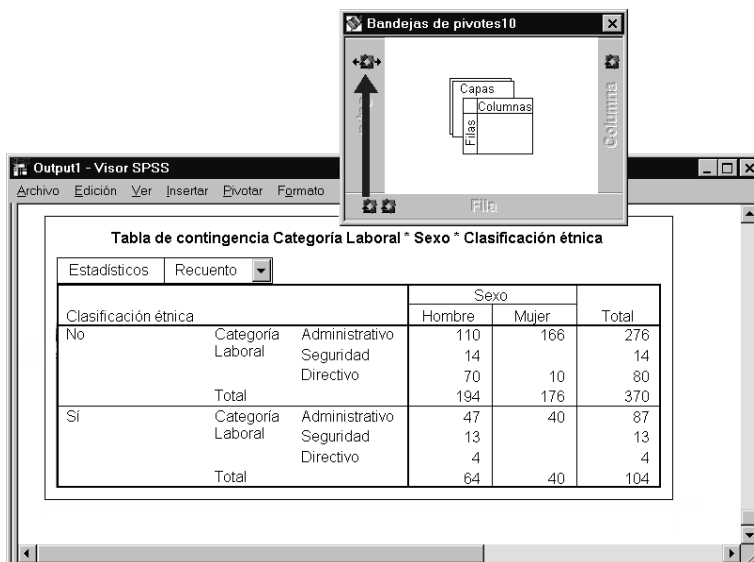 Bandejas de pivotes10
Capas
Columnas
Filas
Columna
Fila
Output1 - Visor SPSS
Archivo Edición Ver Insertar Pivotar Formato
Tabla de contingencia Categoría Laboral * Sexo * Clasificación étnica
Estadísticos Recuento
Sexo
Clasificación étnica Hombre Mujer Total
No Categoría Laboral Administrativo 110 166 276
Seguridad 14 14
Directivo 70 10 80
Total 194 176 370
Sí Categoría Laboral Administrativo 47 40 87
Seguridad 13 13
Directivo 4 4
Total 64 40 104